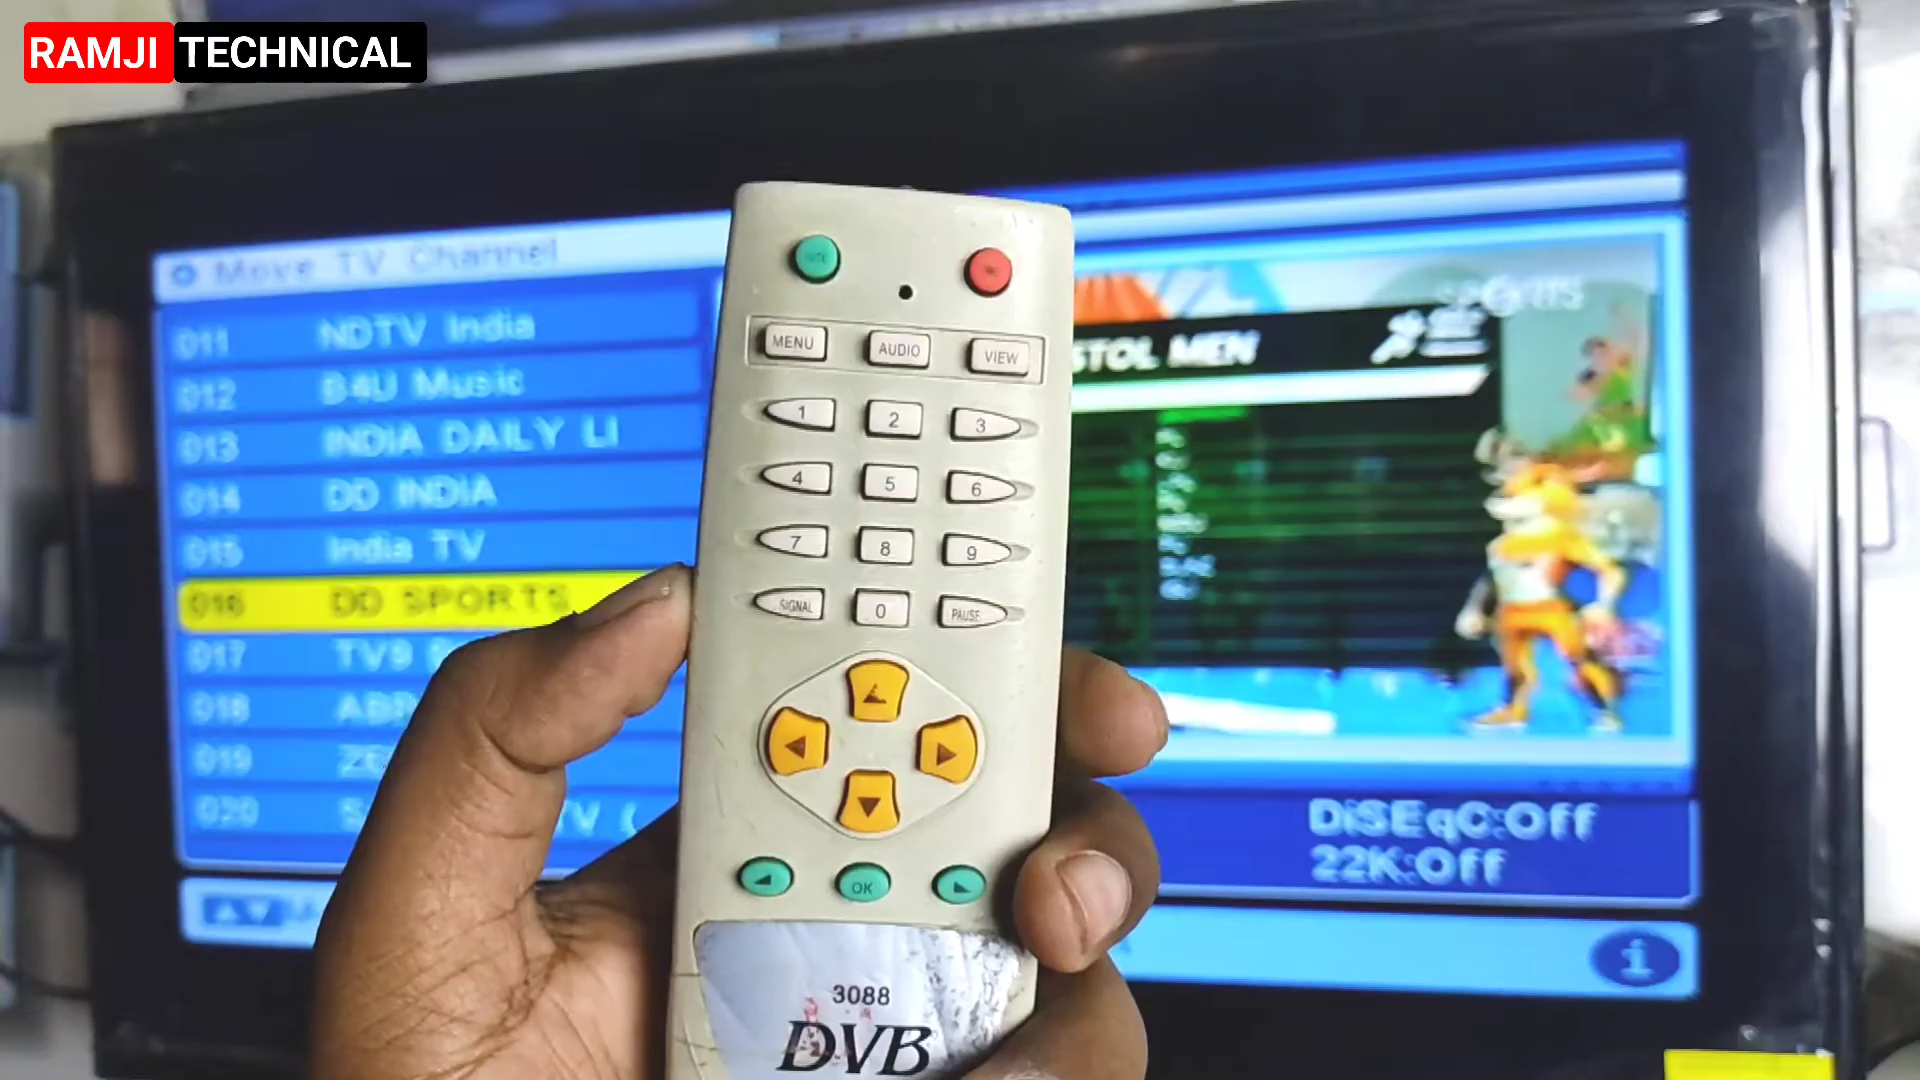 RAMJI TECHNICAL
Move TV Channel
011 NDTV India
012 B4U Music
013 INDIA DAILY LI
014 DD INDIA
015 India TV
016 DD SPORTS
017 TV9
018
019
020 TV (
SPORTS
STOL MEN
DiSEqC:Off
22K:Off
i
MENU AUDIO VIEW
1 2 3
4 5 6
7 8 9
SIGNAL 0 PAUSE
OK
3088
DVB